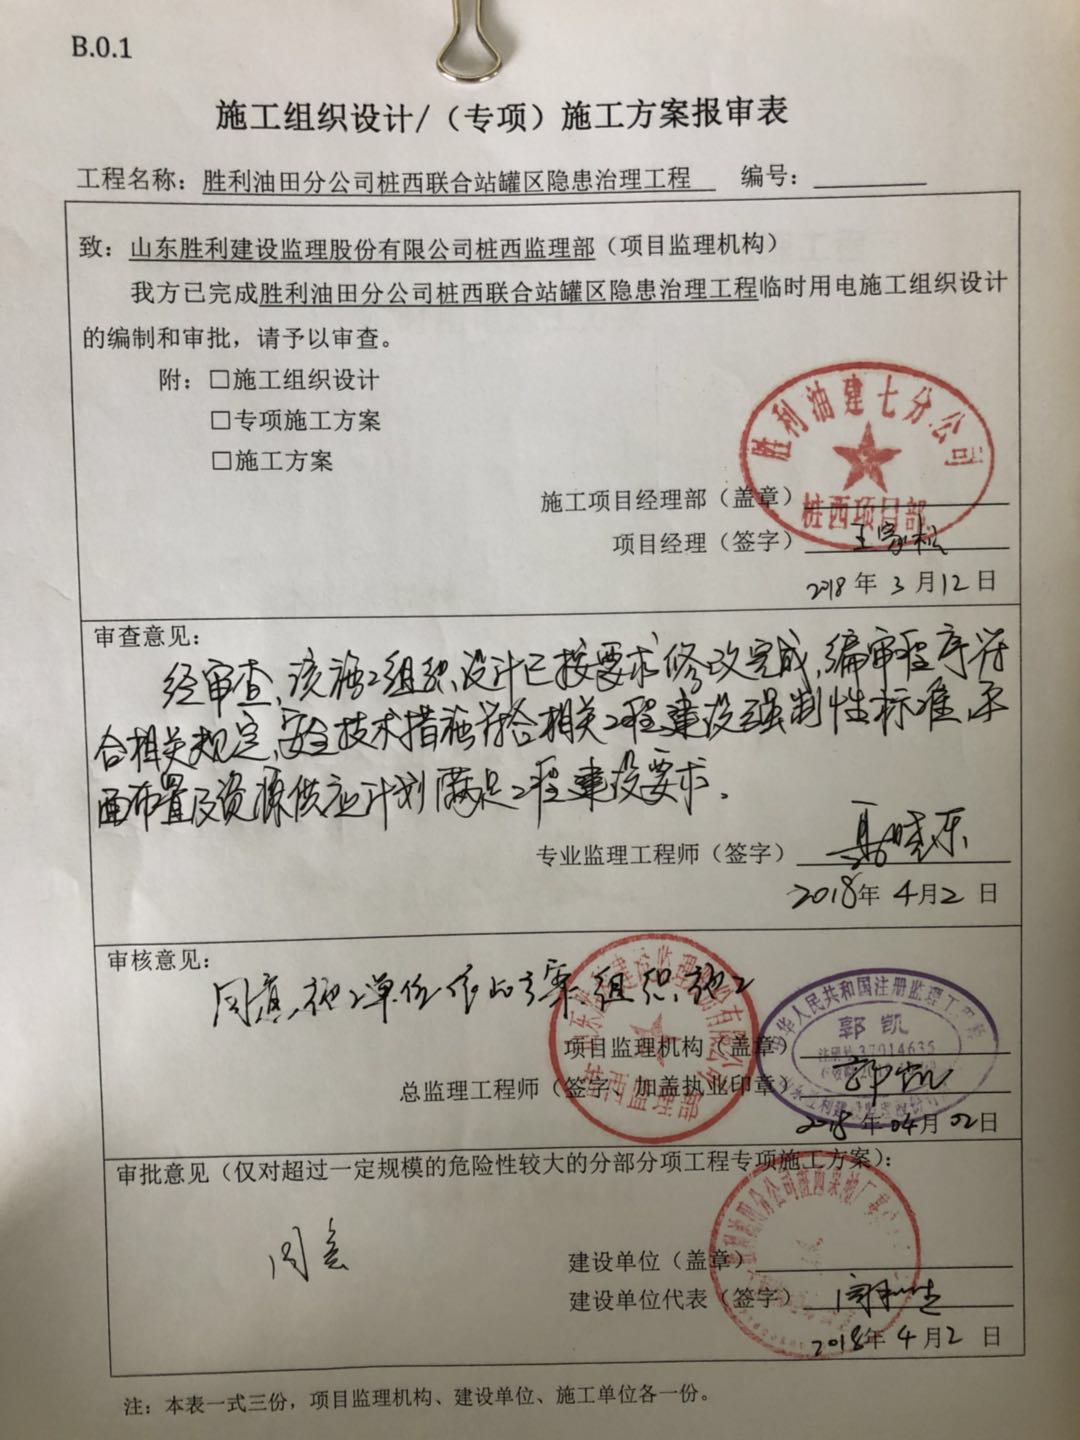 B.0.1
施工组织设计/（专项）施工方案报审表
工程名称：胜利油田分公司桩西联合站罐区隐患治理工程 编号：
致：山东胜利建设监理股份有限公司桩西监理部（项目监理机构）
我方已完成胜利油田分公司桩西联合站罐区隐患治理工程临时用电施工组织设计
的编制和审批，请予以审查。
附：□施工组织设计
□专项施工方案
□施工方案
胜利油建七分公司
桩西项目部
施工项目经理部（盖章）
项目经理（签字）王家松
2018年3月12日
审查意见：
经审查，该施工组织设计已按要求修改完成，编审程序符
合相关规定，安全技术措施符合相关工程建设强制性标准，平
面布置及资源供应计划满足工程建设要求。
专业监理工程师（签字）
2018年4月2日
审核意见：
同意施工单位依此方案组织施工
中华人民共和国注册监理工程师
郭凯
37014635
项目监理机构（盖章）
总监理工程师（签字、加盖执业印章）郭凯
2018年04月02日
审批意见（仅对超过一定规模的危险性较大的分部分项工程专项施工方案）：
同意
建设单位（盖章）
建设单位代表（签字）
2018年4月2日
注：本表一式三份，项目监理机构、建设单位、施工单位各一份。